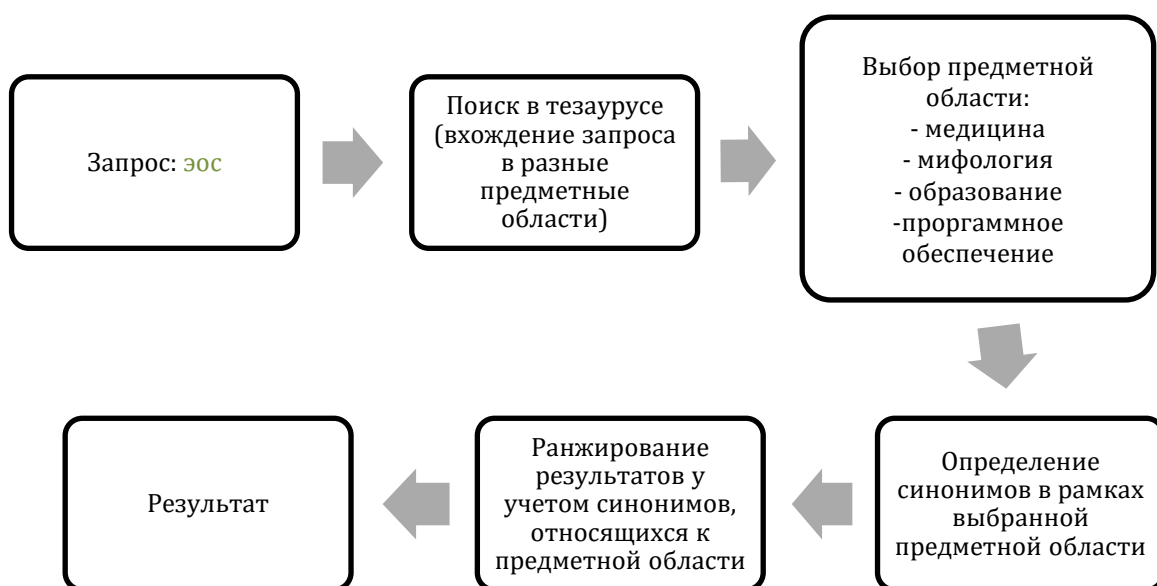 Запрос: эос
Поиск в тезаурусе
(вхождение запроса
в разные
предметные
области)
Выбор предметной
области:
- медицина
- мифология
- образование
-проргаммное
обеспечение
Определение
синонимов в рамках
выбранной
предметной области
Ранжирование
результатов у
учетом синонимов,
относящихся к
предметной области
Результат